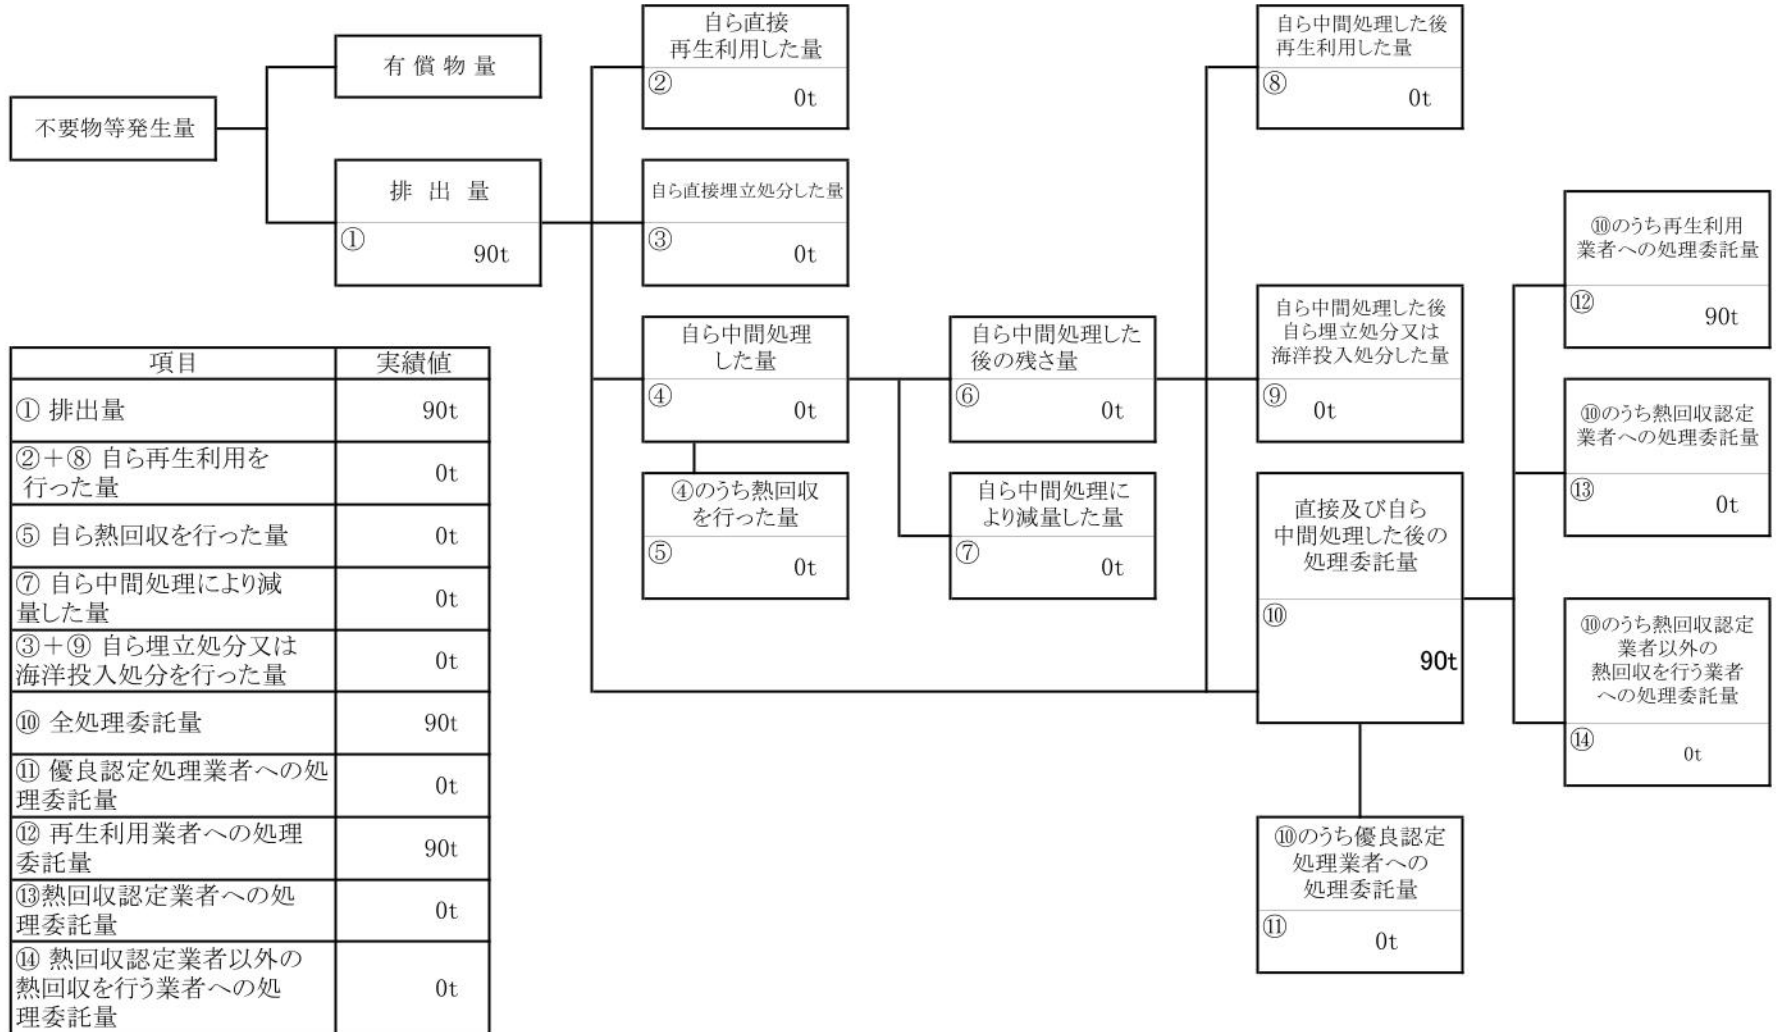 不要物等発生量
有償物量
排出量
①
90t
自ら直接
再生利用した量
②
0t
自ら直接埋立処分した量
③
0t
自ら中間処理
した量
④
0t
④のうち熱回収
を行った量
⑤
0t
自ら中間処理した
後の残さ量
⑥
0t
自ら中間処理に
より減量した量
⑦
0t
自ら中間処理した後
再生利用した量
⑧
0t
自ら中間処理した後
自ら埋立処分又は
海洋投入処分した量
⑨ 0t
直接及び自ら
中間処理した後の
処理委託量
⑩
90t
⑩のうち優良認定
処理業者への
処理委託量
⑪
0t
⑩のうち再生利用
業者への処理委託量
⑫
90t
⑩のうち熱回収認定
業者への処理委託量
⑬
0t
⑩のうち熱回収認定
業者以外の
熱回収を行う業者
への処理委託量
⑭
0t
項目 実績値
① 排出量 90t
②+⑧ 自ら再生利用を
行った量 0t
⑤ 自ら熱回収を行った量 0t
⑦ 自ら中間処理により減
量した量 0t
③+⑨ 自ら埋立処分又は
海洋投入処分を行った量 0t
⑩ 全処理委託量 90t
⑪ 優良認定処理業者への処
理委託量 0t
⑫ 再生利用業者への処理
委託量 90t
⑬熱回収認定業者への処
理委託量 0t
⑭ 熱回収認定業者以外の
熱回収を行う業者への処
理委託量 0t